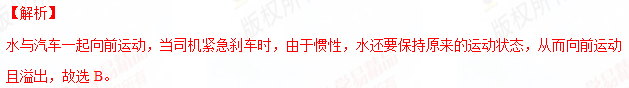 【解析】
水与汽车一起向前运动，当司机紧急刹车时，由于惯性，水还要保持原来的运动状态，从而向前运动
且溢出，故选 B。